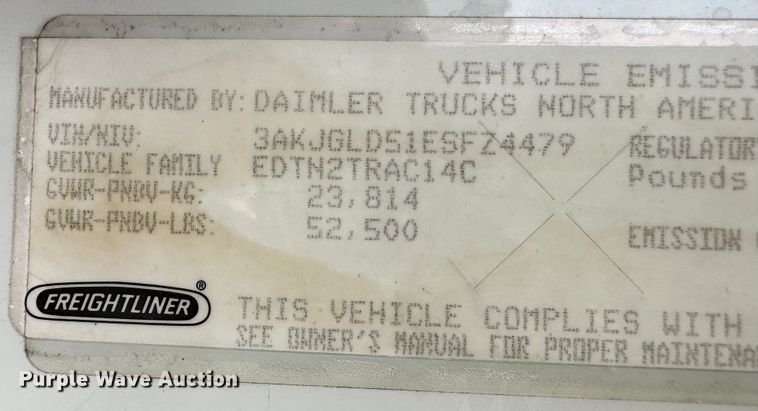 VEHICLE EMISSI
MANUFACTURED BY: DAIMLER TRUCKS NORTH AMERI
VIN/NIV: 3AKJGLD51ESFZ4479 REGULATOR
VEHICLE FAMILY EDTN2TRAC14C Pounds
GVWR-PNBV-KG: 23,814
GVWR-PNBV-LBS: 52,500 EMISSION
FREIGHTLINER®
THIS VEHICLE COMPLIES WITH
SEE OWNER'S MANUAL FOR PROPER MAINTENA
Purple Wave Auction